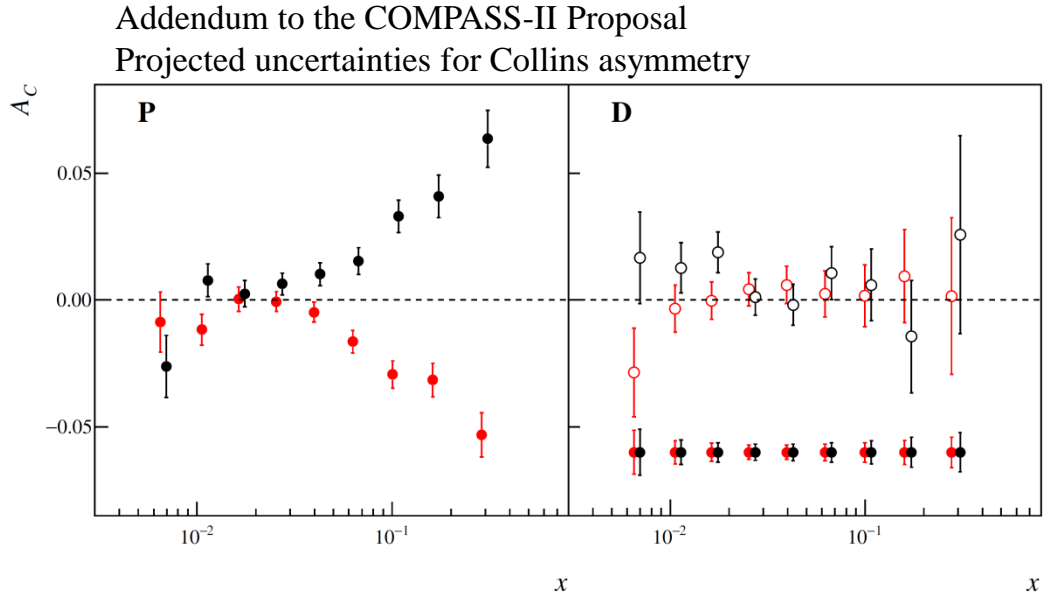 Addendum to the COMPASS-II Proposal
Projected uncertainties for Collins asymmetry
A_C
P
D
0.05
0.00
−0.05
10⁻²
10⁻¹
10⁻²
10⁻¹
x
x